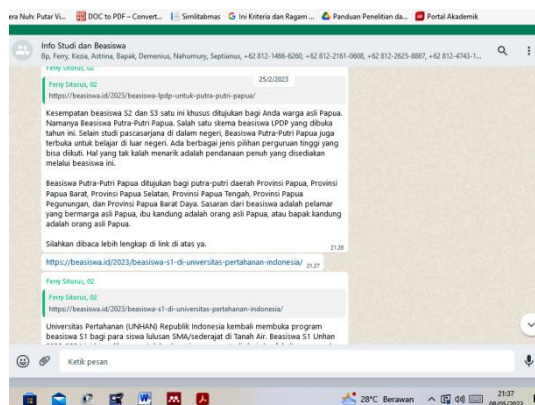 era Nuh: Putar Vi... DOC to PDF – Convert... Simlitabmas Ini Kriteria dan Ragam ... Panduan Penelitian da... Portal Akademik
Info Studi dan Beasiswa
Bp, Ferry, Kezia, Astrina, Bapak, Demenius, Nahumury, Septianus, +62 812-1466-6260, +62 812-2161-0608, +62 812-2625-8887, +62 812-4743-1...
Ferry Sitorus, 02
25/2/2023
Ferry Sitorus, 02
https://beasiswa.id/2023/beasiswa-lpdp-untuk-putra-putri-papua/
Kesempatan beasiswa S2 dan S3 satu ini khusus ditujukan bagi Anda warga asli Papua.
Namanya Beasiswa Putra-Putri Papua. Salah satu skema beasiswa LPDP yang dibuka
tahun ini. Selain studi pascasarjana di dalam negeri, Beasiswa Putra-Putri Papua juga
terbuka untuk belajar di luar negeri. Ada berbagai jenis pilihan perguruan tinggi yang
bisa diikuti. Hal yang tak kalah menarik adalah pendanaan penuh yang disediakan
melalui beasiswa ini.
Beasiswa Putra-Putri Papua ditujukan bagi putra-putri daerah Provinsi Papua, Provinsi
Papua Barat, Provinsi Papua Selatan, Provinsi Papua Tengah, Provinsi Papua
Pegunungan, dan Provinsi Papua Barat Daya. Sasaran dari beasiswa adalah pelamar
yang bermarga asli Papua, ibu kandung adalah orang asli Papua, atau bapak kandung
adalah orang asli Papua.
Silahkan dibaca lebih lengkap di link di atas ya.
21.26
https://beasiswa.id/2023/beasiswa-s1-di-universitas-pertahanan-indonesia/ 21.27
Ferry Sitorus, 02
Ferry Sitorus, 02
https://beasiswa.id/2023/beasiswa-s1-di-universitas-pertahanan-indonesia/
Universitas Pertahanan (UNHAN) Republik Indonesia kembali membuka program
beasiswa S1 bagi para siswa lulusan SMA/sederajat di Tanah Air. Beasiswa S1 Unhan
Ketik pesan
28°C Berawan
21:37
09/05/2023